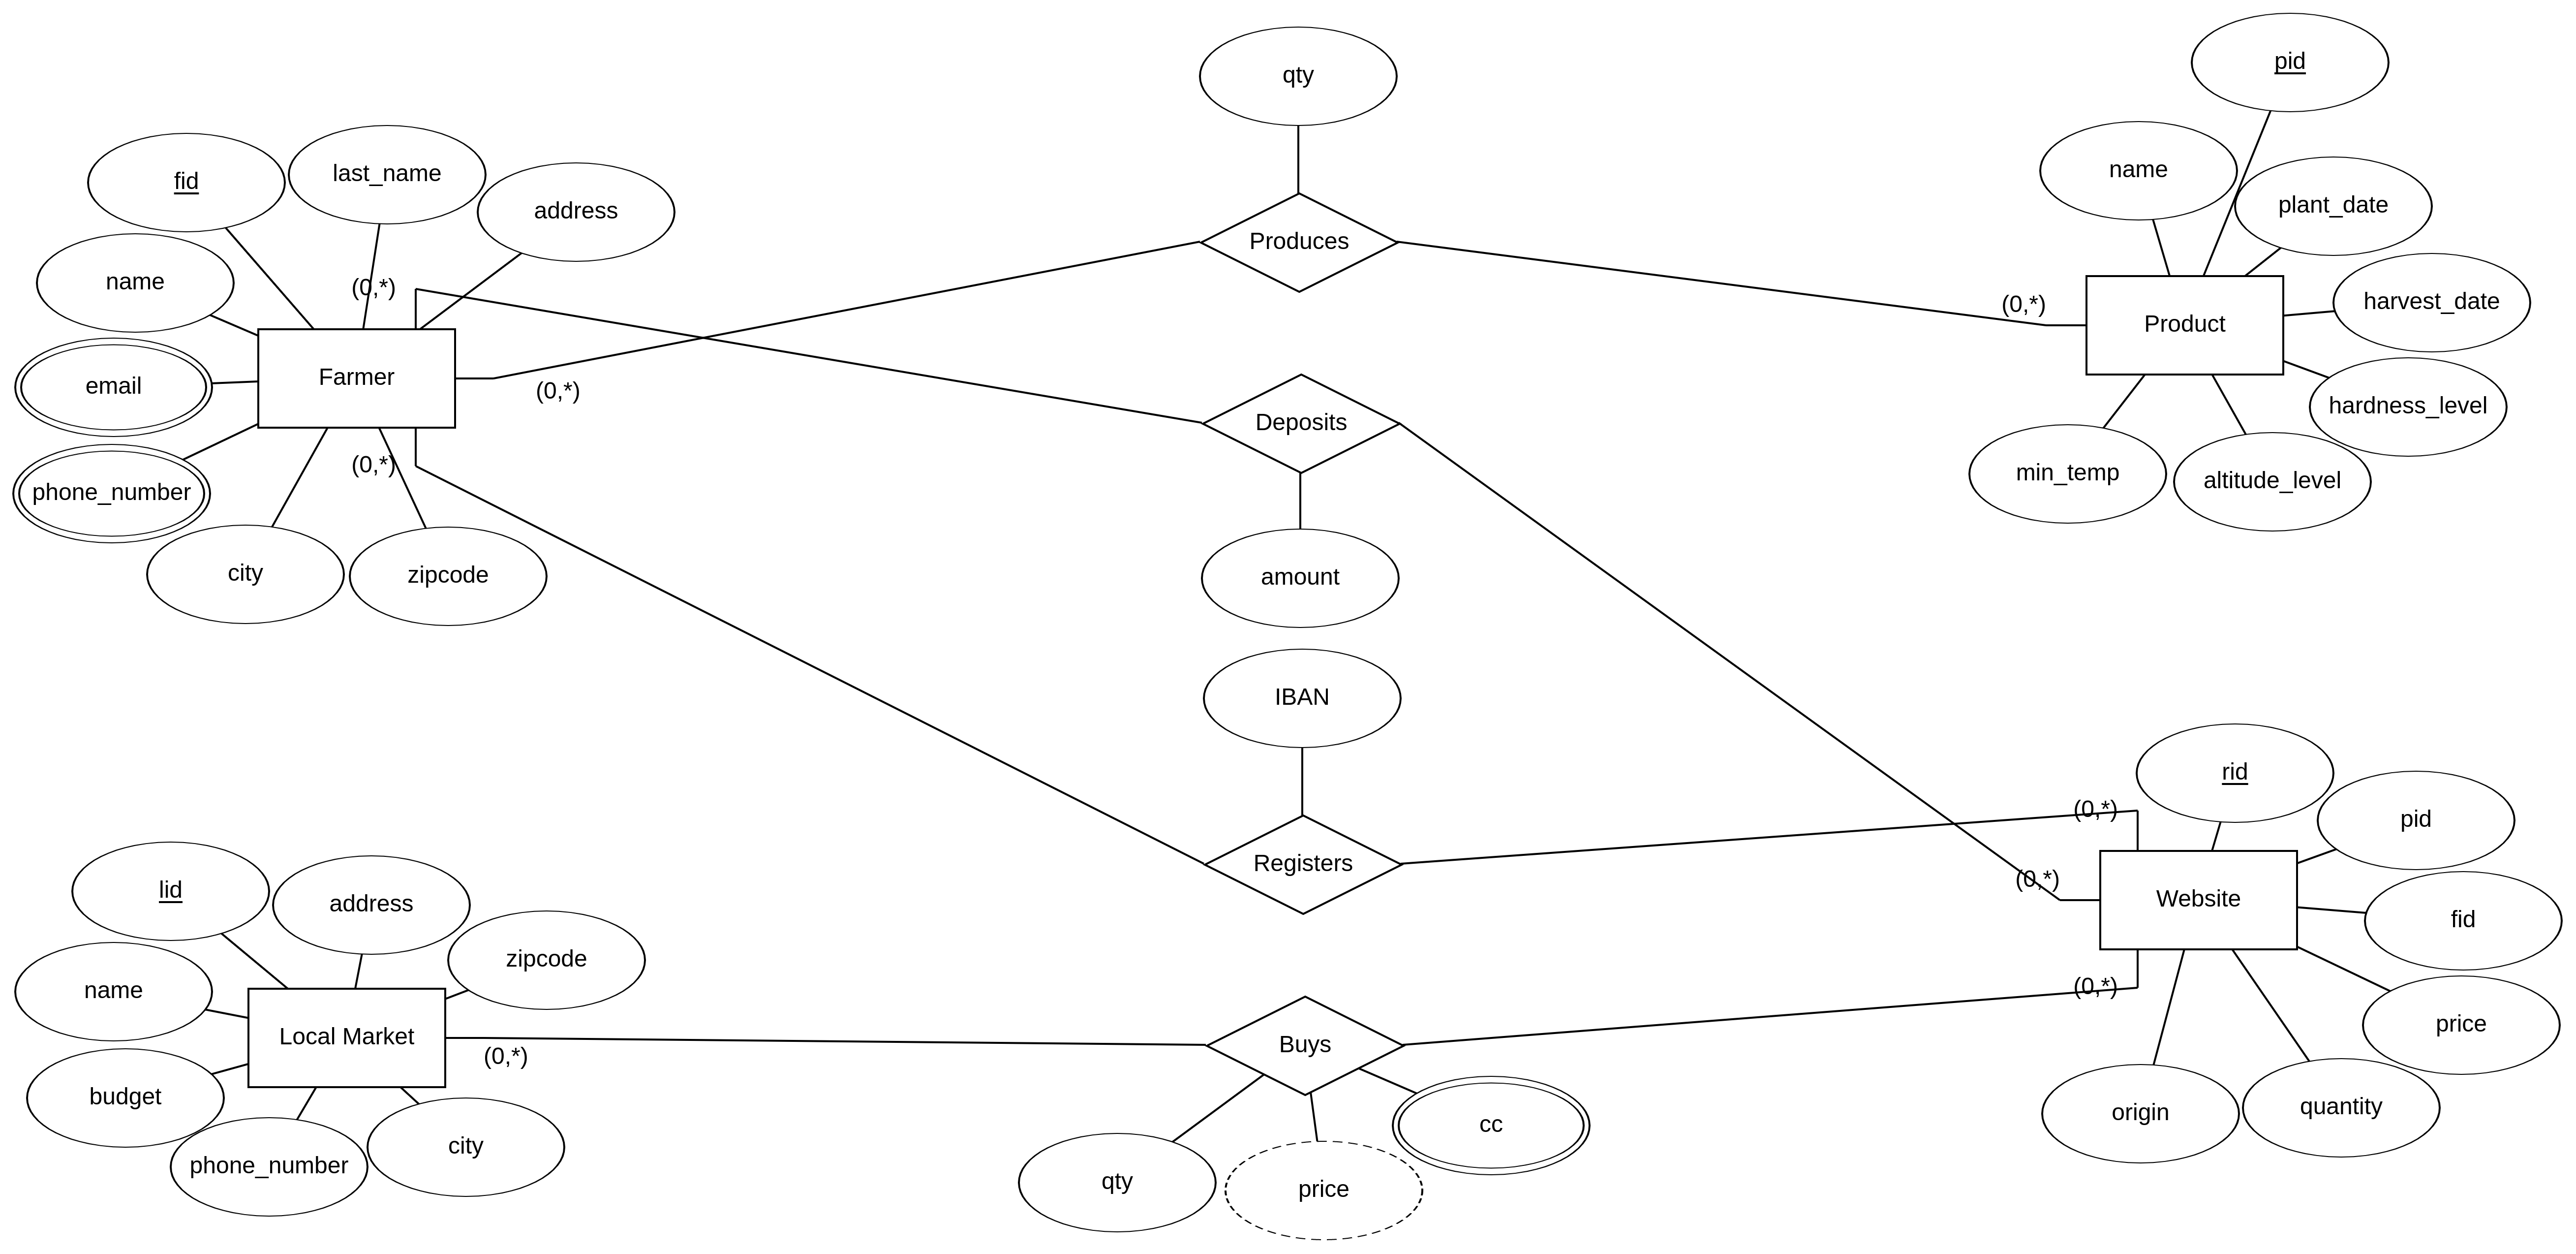 qty
pid
fid
last_name
address
name
plant_date
Produces
name
(0,*)
harvest_date
(0,*)
Product
Farmer
email
(0,*)
hardness_level
Deposits
(0,*)
min_temp
altitude_level
phone_number
city
zipcode
amount
IBAN
rid
(0,*)
pid
Registers
(0,*)
Website
lid
address
fid
zipcode
name
(0,*)
Local Market
Buys
price
(0,*)
budget
origin
quantity
cc
city
phone_number
qty
price